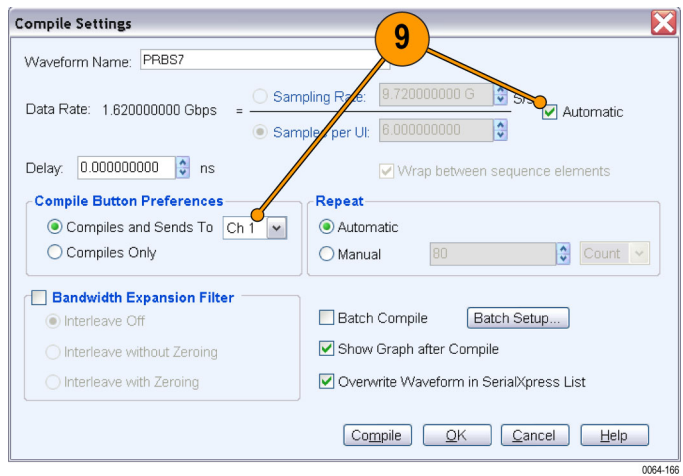 Compile Settings
9
Waveform Name: PRBS7
Sampling Rate: 9.720000000 G S/s
Data Rate: 1.620000000 Gbps = Automatic
Samples per UI: 6.000000000
Delay: 0.000000000 ns
Wrap between sequence elements
Compile Button Preferences
Compiles and Sends To Ch 1
Compiles Only
Repeat
Automatic
Manual 80 Count
Bandwidth Expansion Filter
Interleave Off
Interleave without Zeroing
Interleave with Zeroing
Batch Compile Batch Setup...
Show Graph after Compile
Overwrite Waveform in SerialXpress List
Compile OK Cancel Help
0064-166